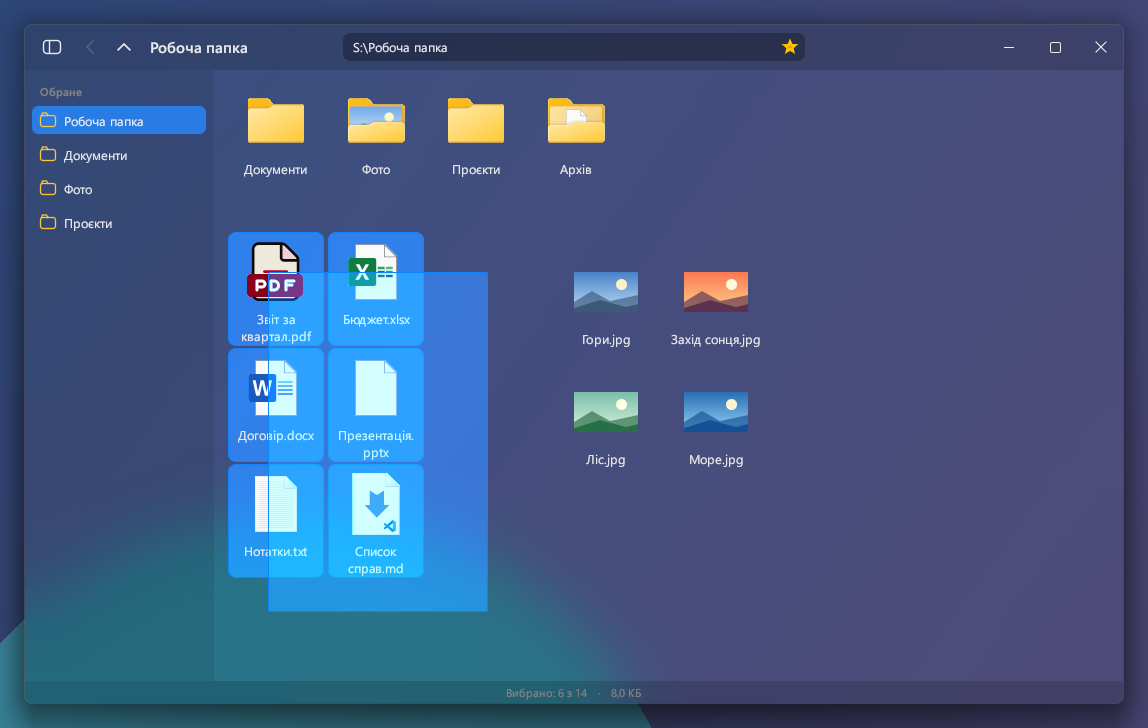 Робоча папка
S:\Робоча папка
Обране
Робоча папка
Документи
Фото
Проєкти
Документи
Фото
Проєкти
Архів
PDF
Звіт за
квартал.pdf
X
Бюджет.xlsx
Гори.jpg
Захід сонця.jpg
W
Договір.docx
Презентація.
pptx
Ліс.jpg
Море.jpg
Нотатки.txt
Список
справ.md
Вибрано: 6 з 14 · 8,0 КБ